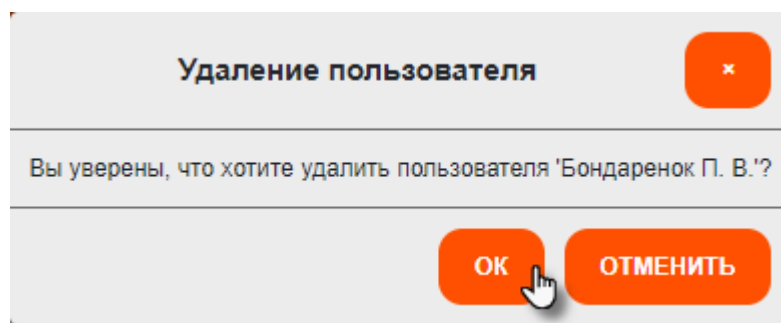 Удаление пользователя
×
Вы уверены, что хотите удалить пользователя 'Бондаренок П. В.'?
ОК ОТМЕНИТЬ